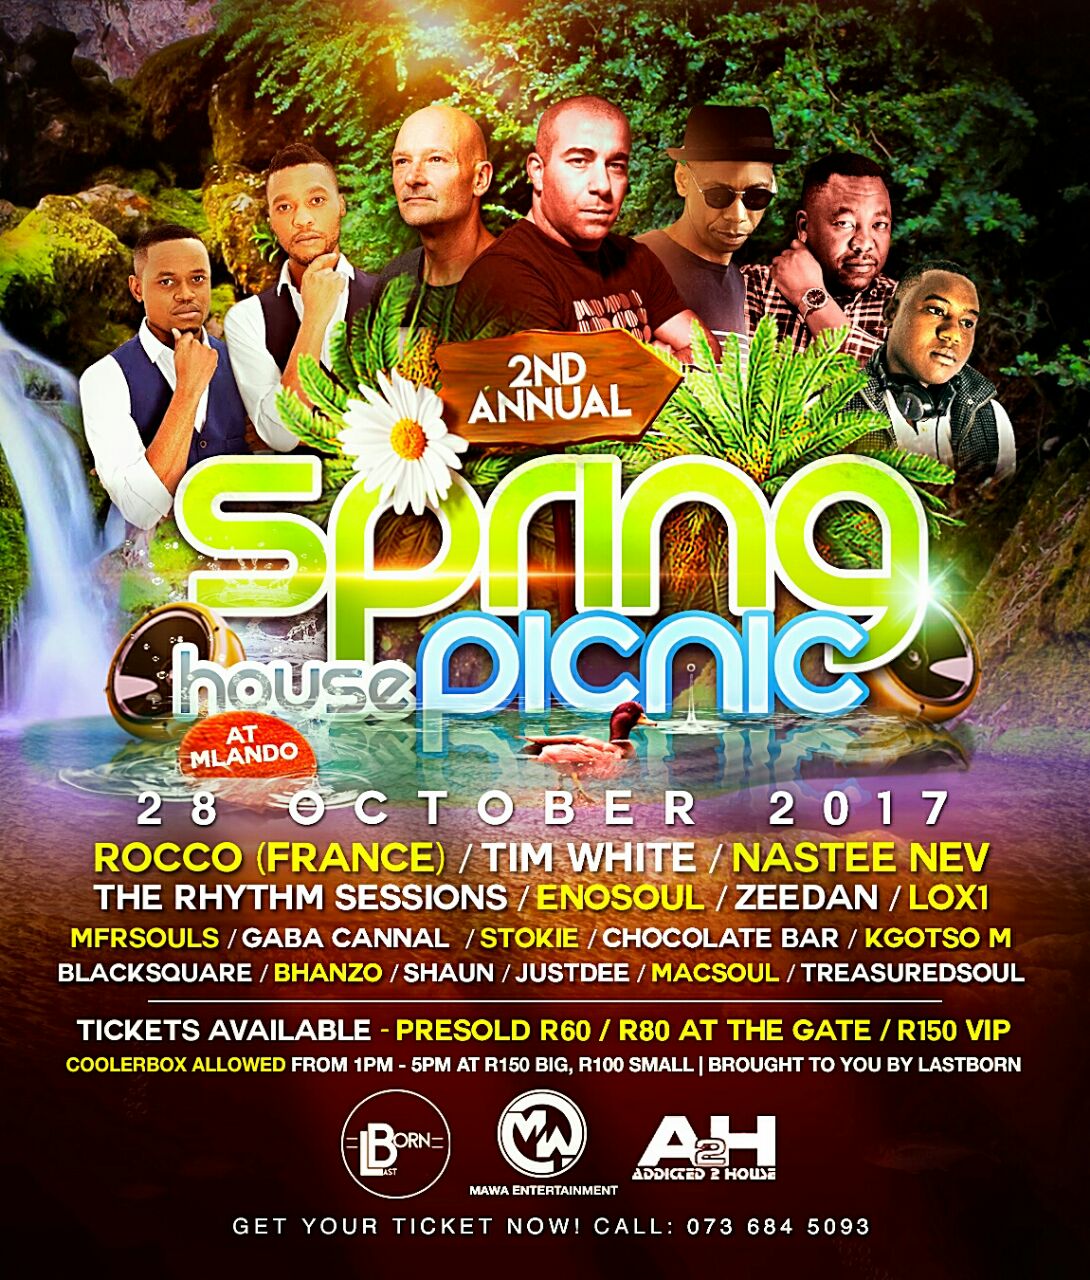 2ND
ANNUAL
spring
house picnic
AT
MLANDO
28 OCTOBER 2017
ROCCO (FRANCE) / TIM WHITE / NASTEE NEV
THE RHYTHM SESSIONS / ENOSOUL / ZEEDAN / LOX1
MFRSOULS / GABA CANNAL / STOKIE / CHOCOLATE BAR / KGOTSO M
BLACKSQUARE / BHANZO / SHAUN / JUSTDEE / MACSOUL / TREASUREDSOUL
TICKETS AVAILABLE - PRESOLD R60 / R80 AT THE GATE / R150 VIP
COOLERBOX ALLOWED FROM 1PM - 5PM AT R150 BIG, R100 SMALL | BROUGHT TO YOU BY LASTBORN
LAST BORN
MAWA ENTERTAINMENT
A2H
ADDICTED 2 HOUSE
GET YOUR TICKET NOW! CALL: 073 684 5093